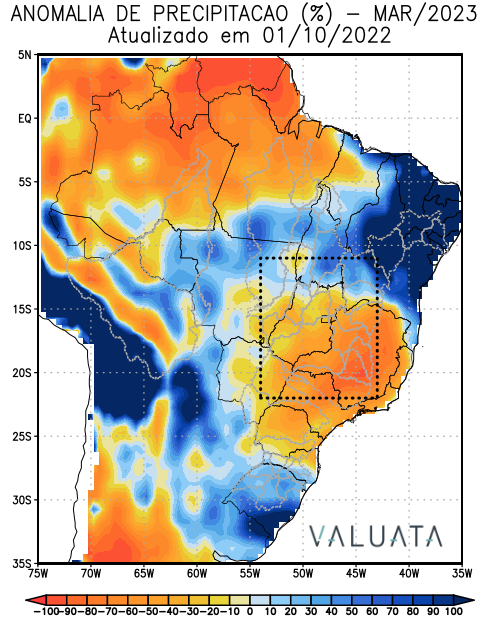 ANOMALIA DE PRECIPITACAO (%) – MAR/2023
Atualizado em 01/10/2022
5N
EQ
5S
10S
15S
20S
25S
30S
35S
VALUATA
75W 70W 65W 60W 55W 50W 45W 40W 35W
-100 -90 -80 -70 -60 -50 -40 -30 -20 -10 0 10 20 30 40 50 60 70 80 90 100